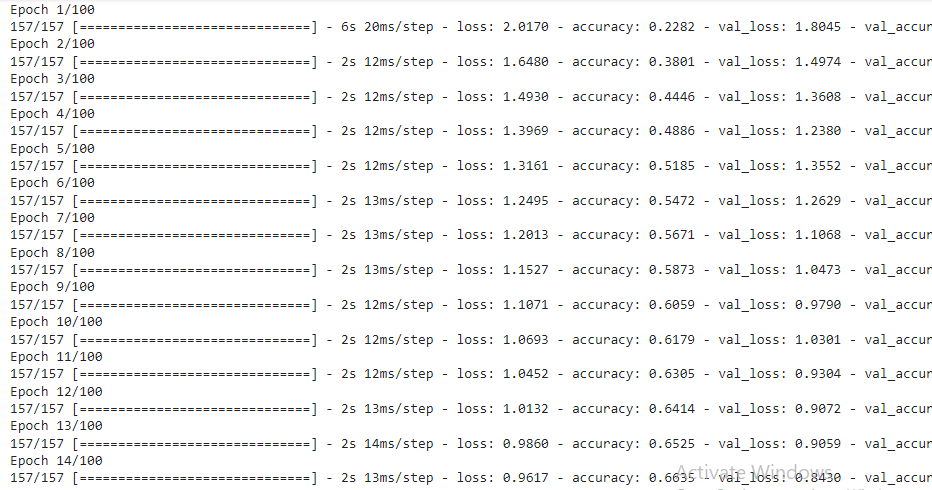 Epoch 1/100
157/157 [==============================] - 6s 20ms/step - loss: 2.0170 - accuracy: 0.2282 - val_loss: 1.8045 - val_accur
Epoch 2/100
157/157 [==============================] - 2s 12ms/step - loss: 1.6480 - accuracy: 0.3801 - val_loss: 1.4974 - val_accur
Epoch 3/100
157/157 [==============================] - 2s 12ms/step - loss: 1.4930 - accuracy: 0.4446 - val_loss: 1.3608 - val_accur
Epoch 4/100
157/157 [==============================] - 2s 12ms/step - loss: 1.3969 - accuracy: 0.4886 - val_loss: 1.2380 - val_accur
Epoch 5/100
157/157 [==============================] - 2s 12ms/step - loss: 1.3161 - accuracy: 0.5185 - val_loss: 1.3552 - val_accur
Epoch 6/100
157/157 [==============================] - 2s 13ms/step - loss: 1.2495 - accuracy: 0.5472 - val_loss: 1.2629 - val_accur
Epoch 7/100
157/157 [==============================] - 2s 13ms/step - loss: 1.2013 - accuracy: 0.5671 - val_loss: 1.1068 - val_accur
Epoch 8/100
157/157 [==============================] - 2s 13ms/step - loss: 1.1527 - accuracy: 0.5873 - val_loss: 1.0473 - val_accur
Epoch 9/100
157/157 [==============================] - 2s 12ms/step - loss: 1.1071 - accuracy: 0.6059 - val_loss: 0.9790 - val_accur
Epoch 10/100
157/157 [==============================] - 2s 12ms/step - loss: 1.0693 - accuracy: 0.6179 - val_loss: 1.0301 - val_accur
Epoch 11/100
157/157 [==============================] - 2s 12ms/step - loss: 1.0452 - accuracy: 0.6305 - val_loss: 0.9304 - val_accur
Epoch 12/100
157/157 [==============================] - 2s 13ms/step - loss: 1.0132 - accuracy: 0.6414 - val_loss: 0.9072 - val_accur
Epoch 13/100
157/157 [==============================] - 2s 14ms/step - loss: 0.9860 - accuracy: 0.6525 - val_loss: 0.9059 - val_accur
Epoch 14/100
157/157 [==============================] - 2s 13ms/step - loss: 0.9617 - accuracy: 0.6635 - val_loss: 0.8430 - val_accur
Activate Windows